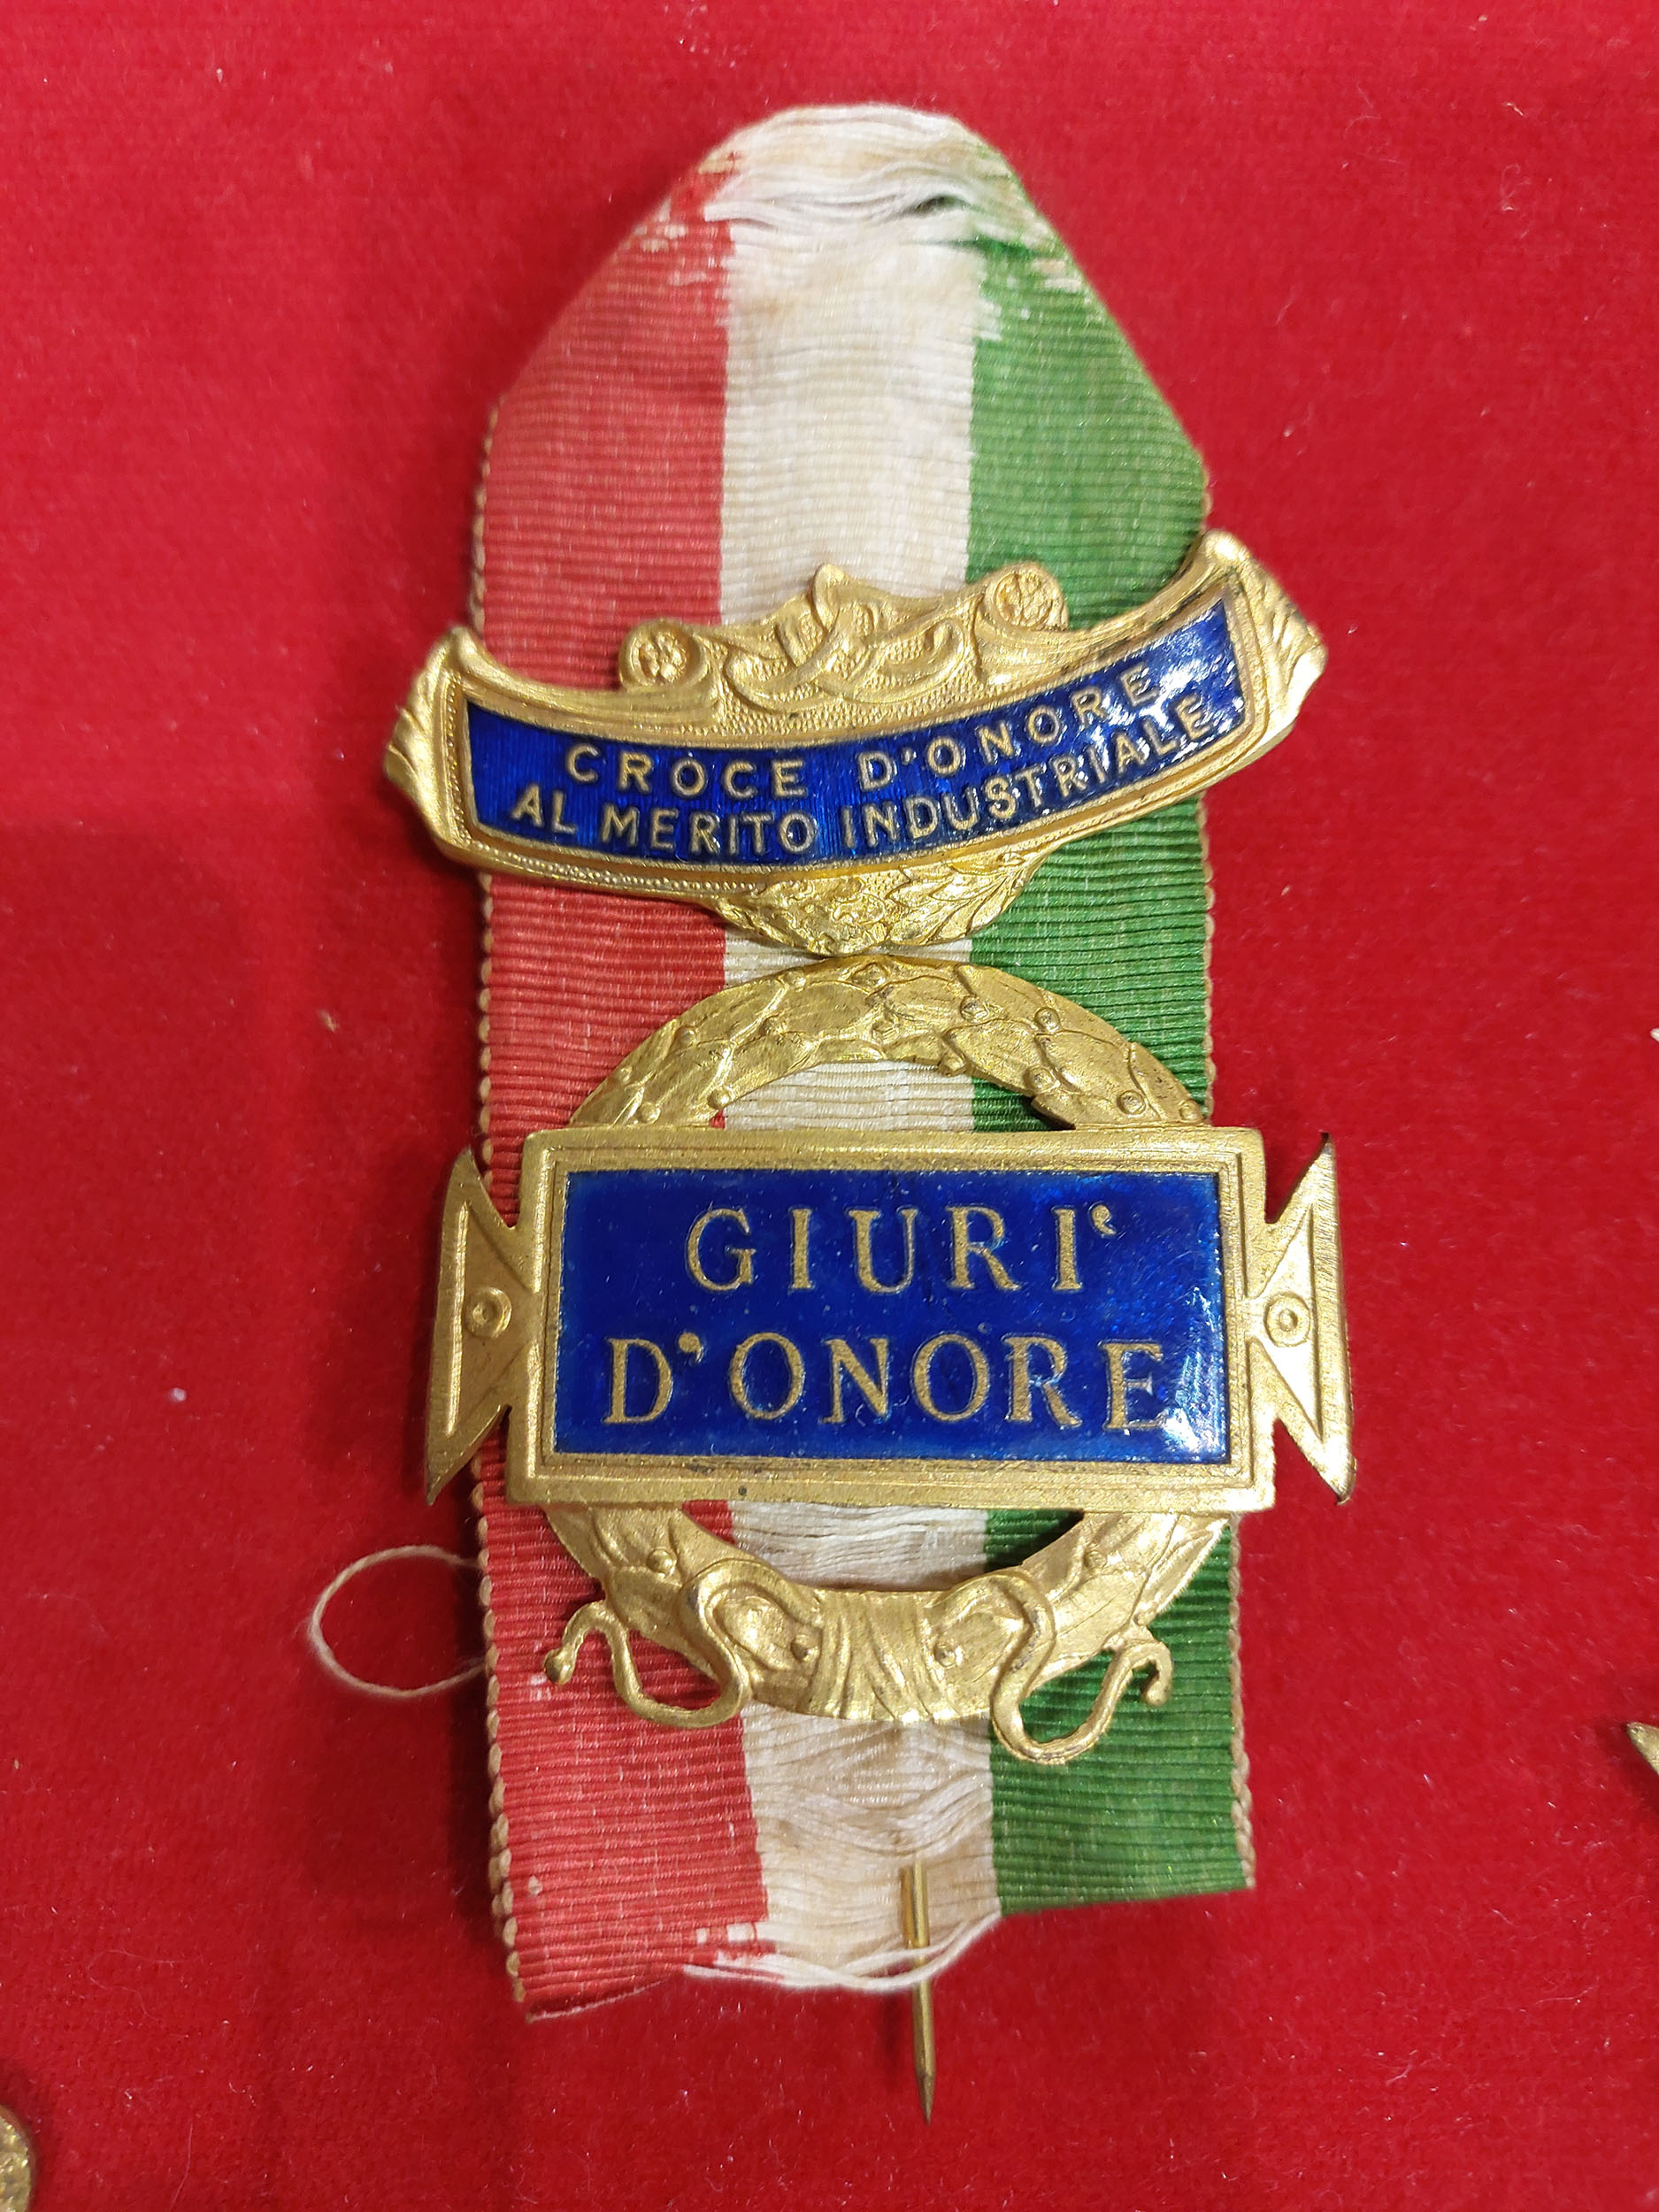 CROCE D'ONORE
AL MERITO INDUSTRIALE
GIURI'
D'ONORE